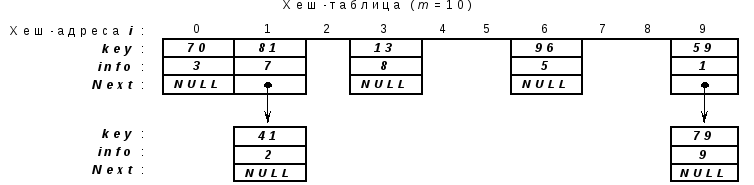 Хеш-таблица (m=10)
Хеш-адреса i: 0 1 2 3 4 5 6 7 8 9
key: 70 81 13 96 59
info: 3 7 8 5 1
Next: NULL NULL NULL
key: 41 79
info: 2 9
Next: NULL NULL